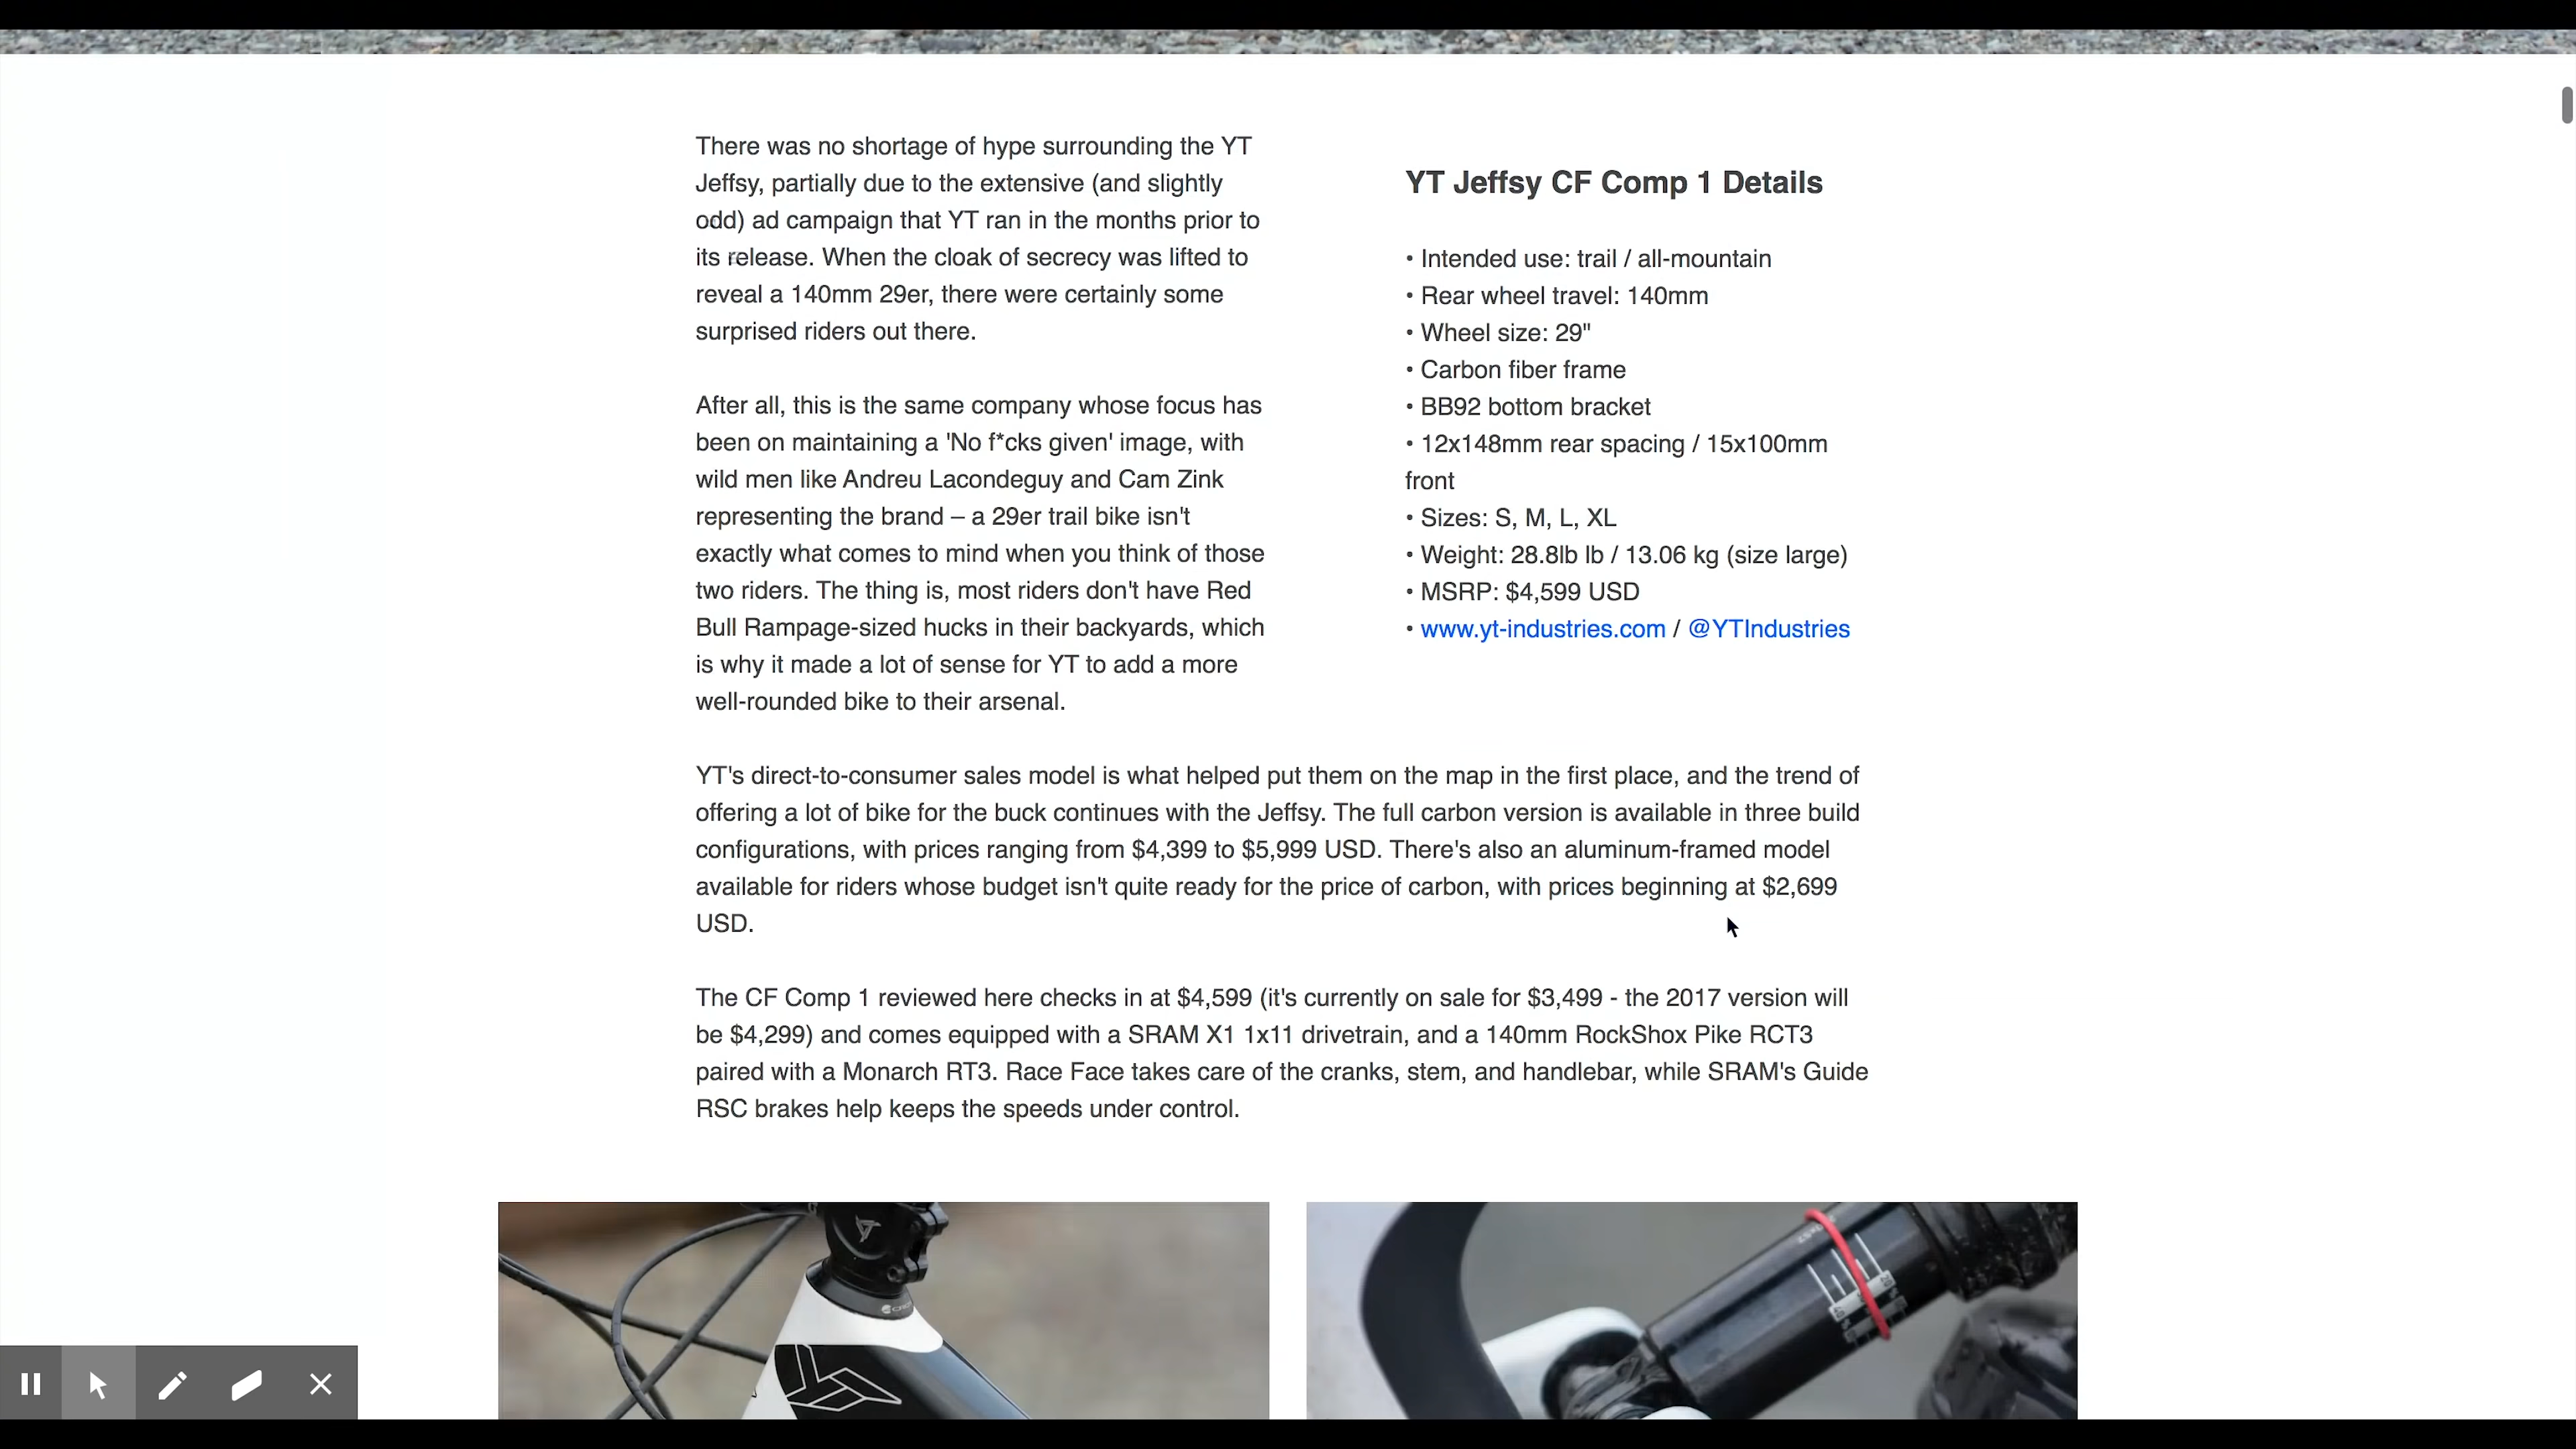 There was no shortage of hype surrounding the YT
Jeffsy, partially due to the extensive (and slightly
odd) ad campaign that YT ran in the months prior to
its release. When the cloak of secrecy was lifted to
reveal a 140mm 29er, there were certainly some
surprised riders out there.
After all, this is the same company whose focus has
been on maintaining a 'No f*cks given' image, with
wild men like Andreu Lacondeguy and Cam Zink
representing the brand – a 29er trail bike isn't
exactly what comes to mind when you think of those
two riders. The thing is, most riders don't have Red
Bull Rampage-sized hucks in their backyards, which
is why it made a lot of sense for YT to add a more
well-rounded bike to their arsenal.
YT Jeffsy CF Comp 1 Details
• Intended use: trail / all-mountain
• Rear wheel travel: 140mm
• Wheel size: 29"
• Carbon fiber frame
• BB92 bottom bracket
• 12x148mm rear spacing / 15x100mm
front
• Sizes: S, M, L, XL
• Weight: 28.8lb lb / 13.06 kg (size large)
• MSRP: $4,599 USD
• www.yt-industries.com / @YTIndustries
YT's direct-to-consumer sales model is what helped put them on the map in the first place, and the trend of
offering a lot of bike for the buck continues with the Jeffsy. The full carbon version is available in three build
configurations, with prices ranging from $4,399 to $5,999 USD. There's also an aluminum-framed model
available for riders whose budget isn't quite ready for the price of carbon, with prices beginning at $2,699
USD.
The CF Comp 1 reviewed here checks in at $4,599 (it's currently on sale for $3,499 - the 2017 version will
be $4,299) and comes equipped with a SRAM X1 1x11 drivetrain, and a 140mm RockShox Pike RCT3
paired with a Monarch RT3. Race Face takes care of the cranks, stem, and handlebar, while SRAM's Guide
RSC brakes help keeps the speeds under control.